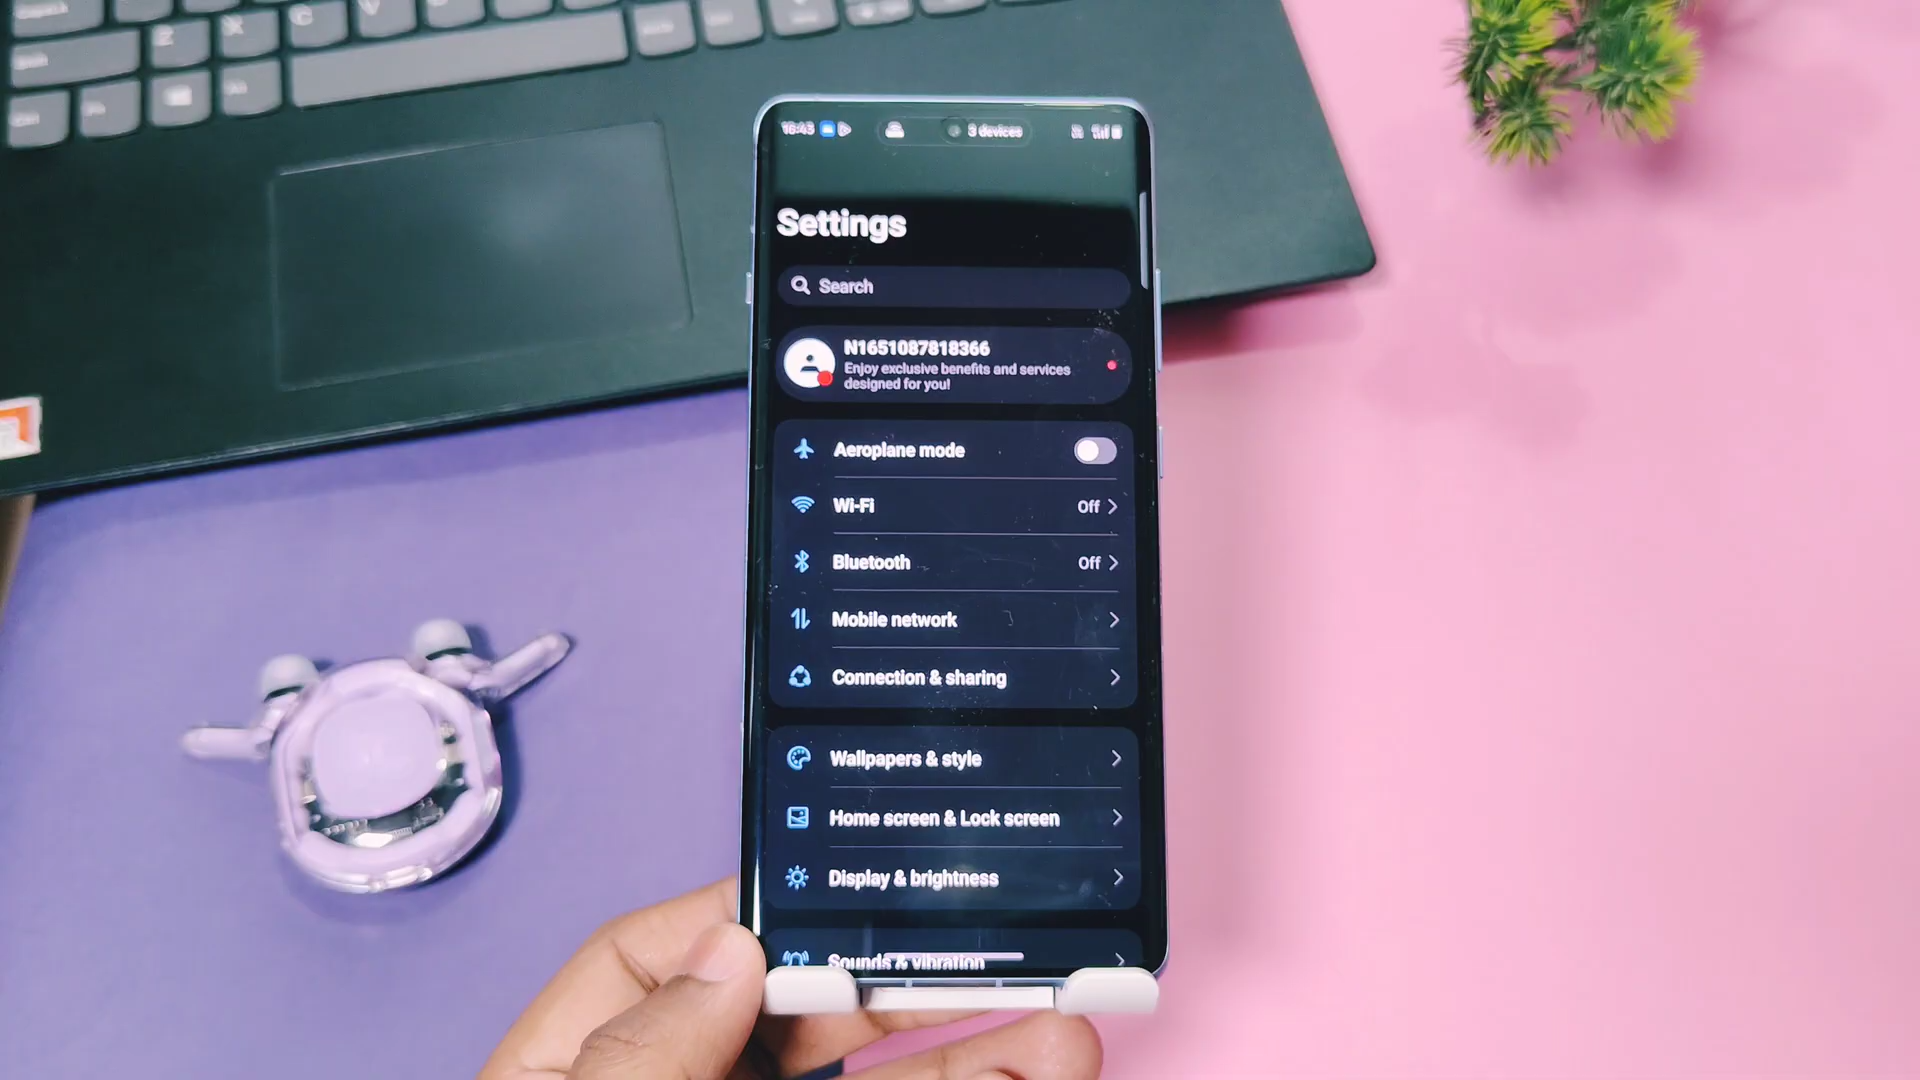 Z
X
C
V
16:43
3 devices
Settings
Search
N1651087818366
Enjoy exclusive benefits and services
designed for you!
Aeroplane mode
Wi-Fi
Off
Bluetooth
Off
Mobile network
Connection & sharing
Wallpapers & style
Home screen & Lock screen
Display & brightness
Sounds & vibration